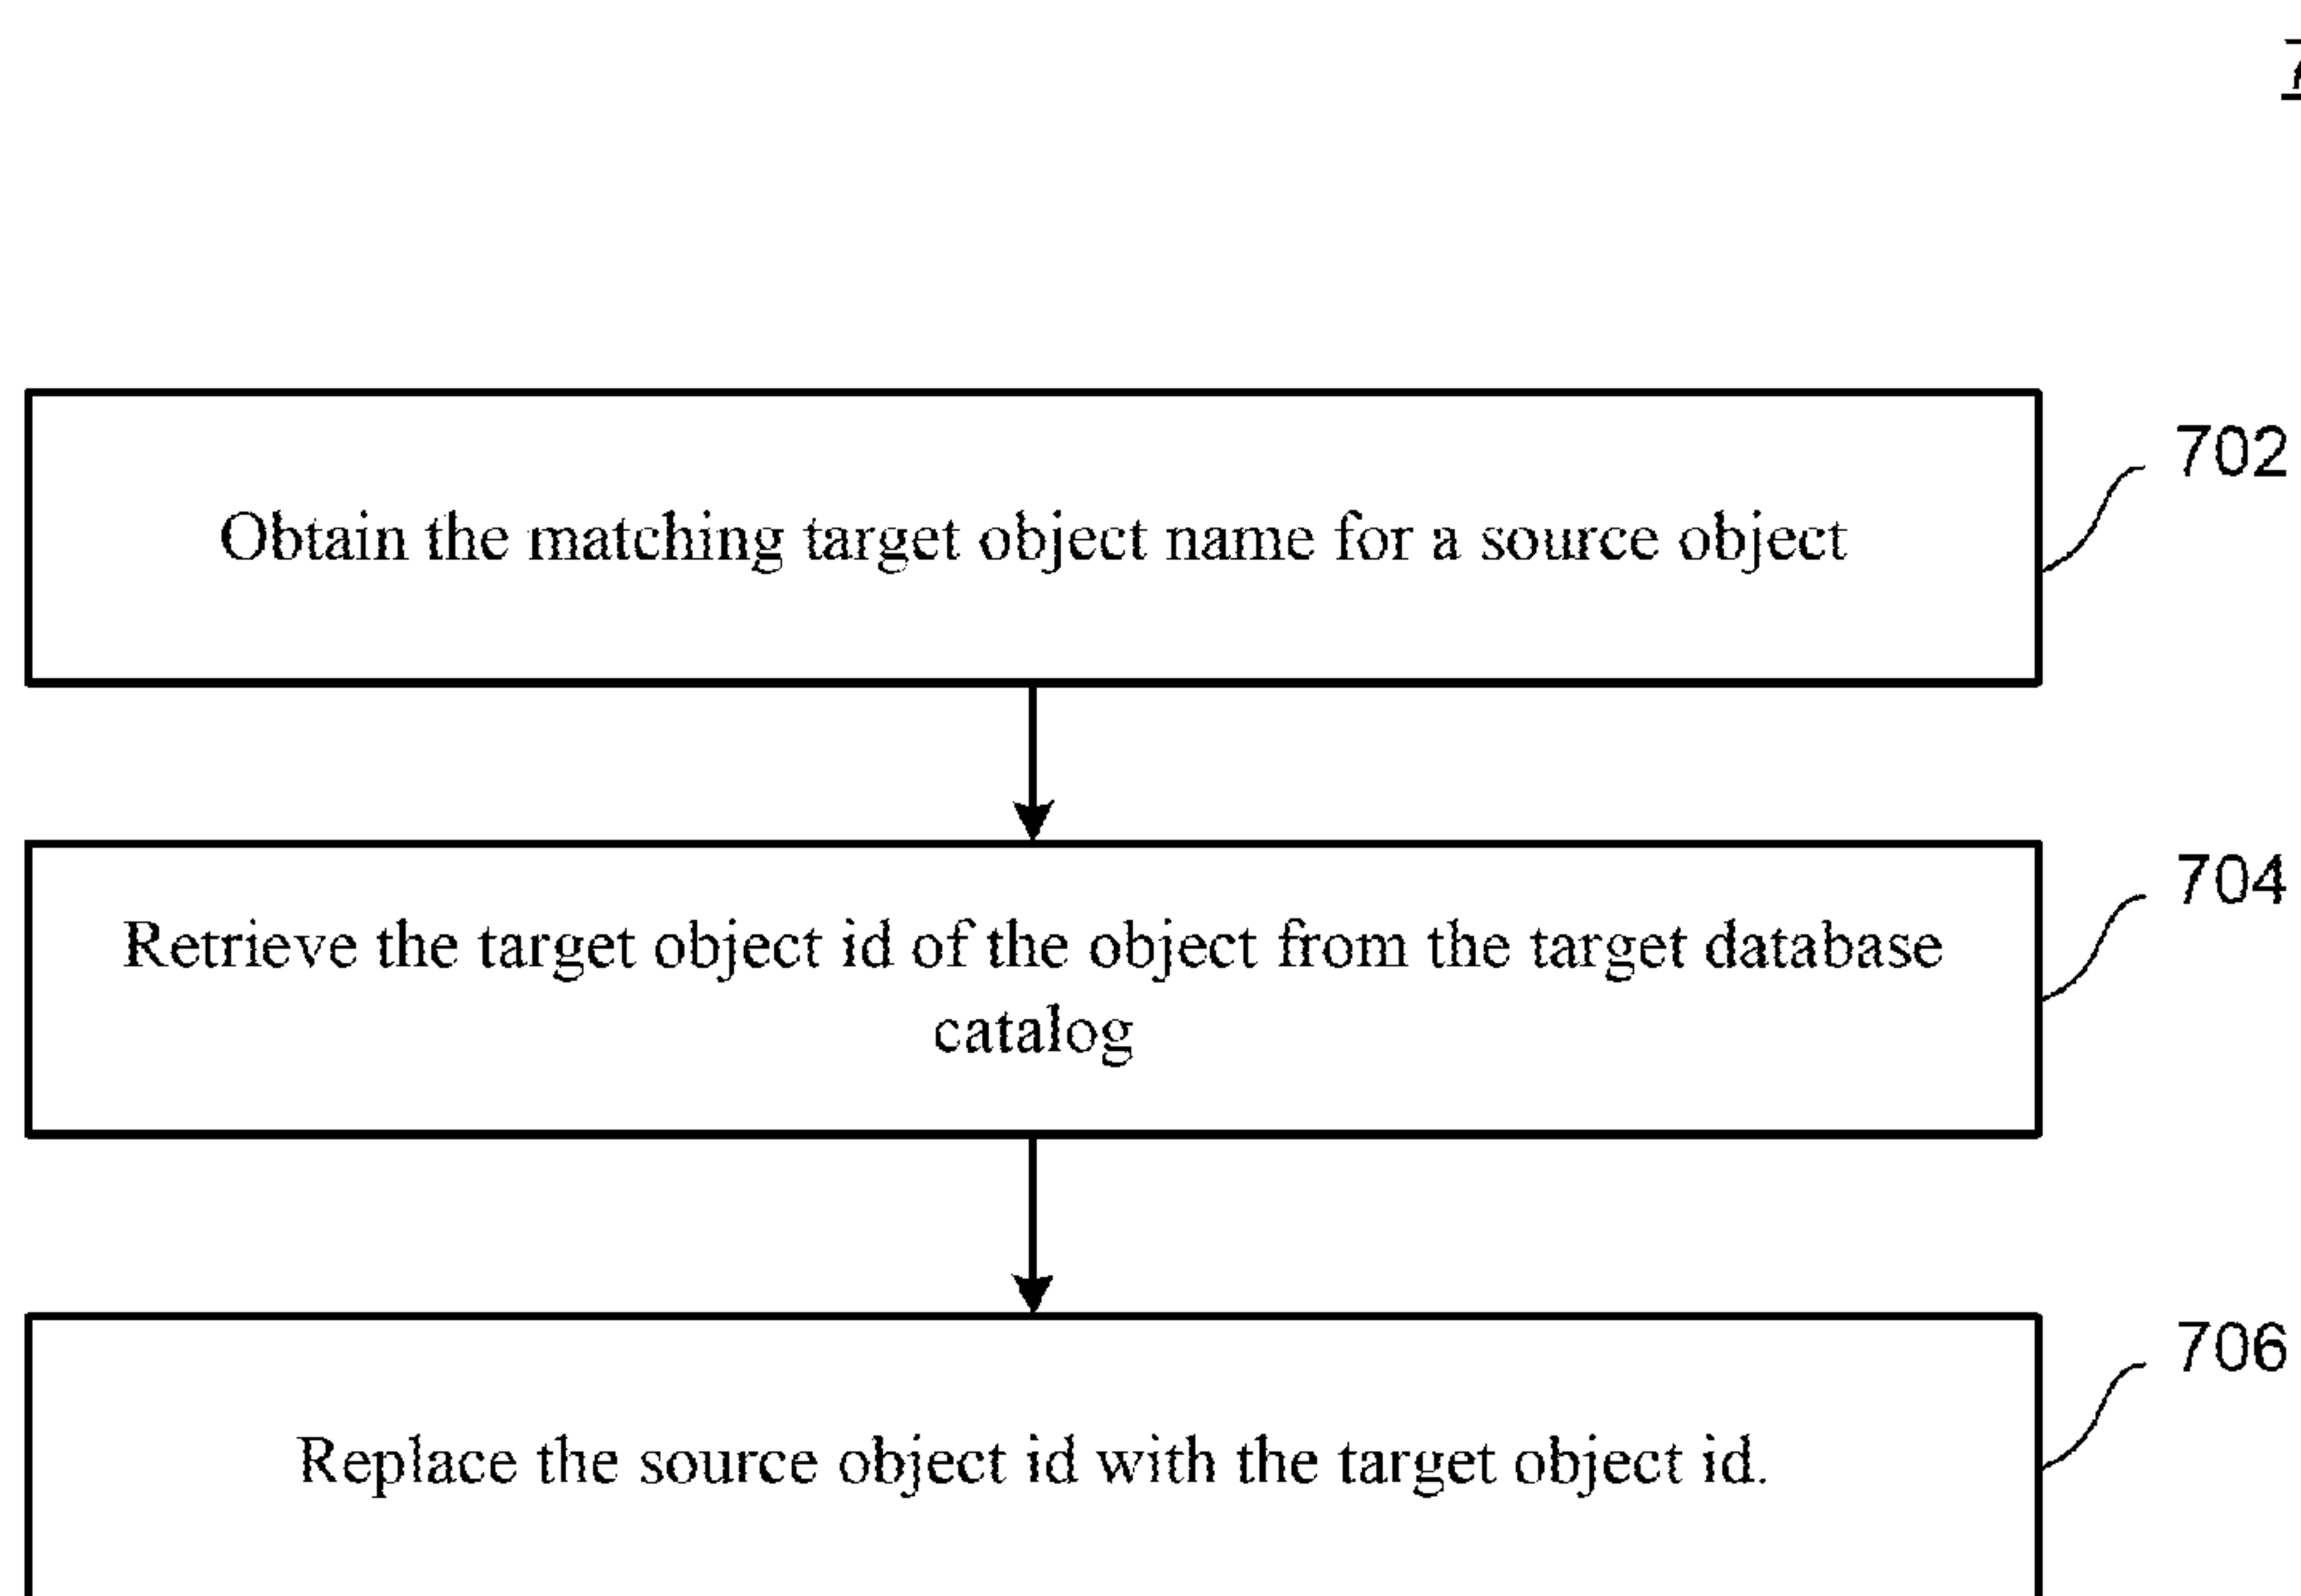 702
Obtain the matching target object name for a source object
704
Retrieve the target object id of the object from the target database
catalog
706
Replace the source object id with the target object id.